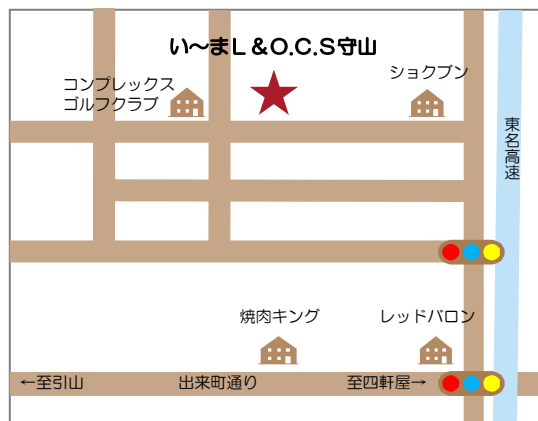 い～まＬ＆Ｏ.Ｃ.Ｓ守山
コンプレックス
ゴルフクラブ
ショクブン
東名高速
焼肉キング
レッドバロン
←至引山
出来町通り
至四軒屋→